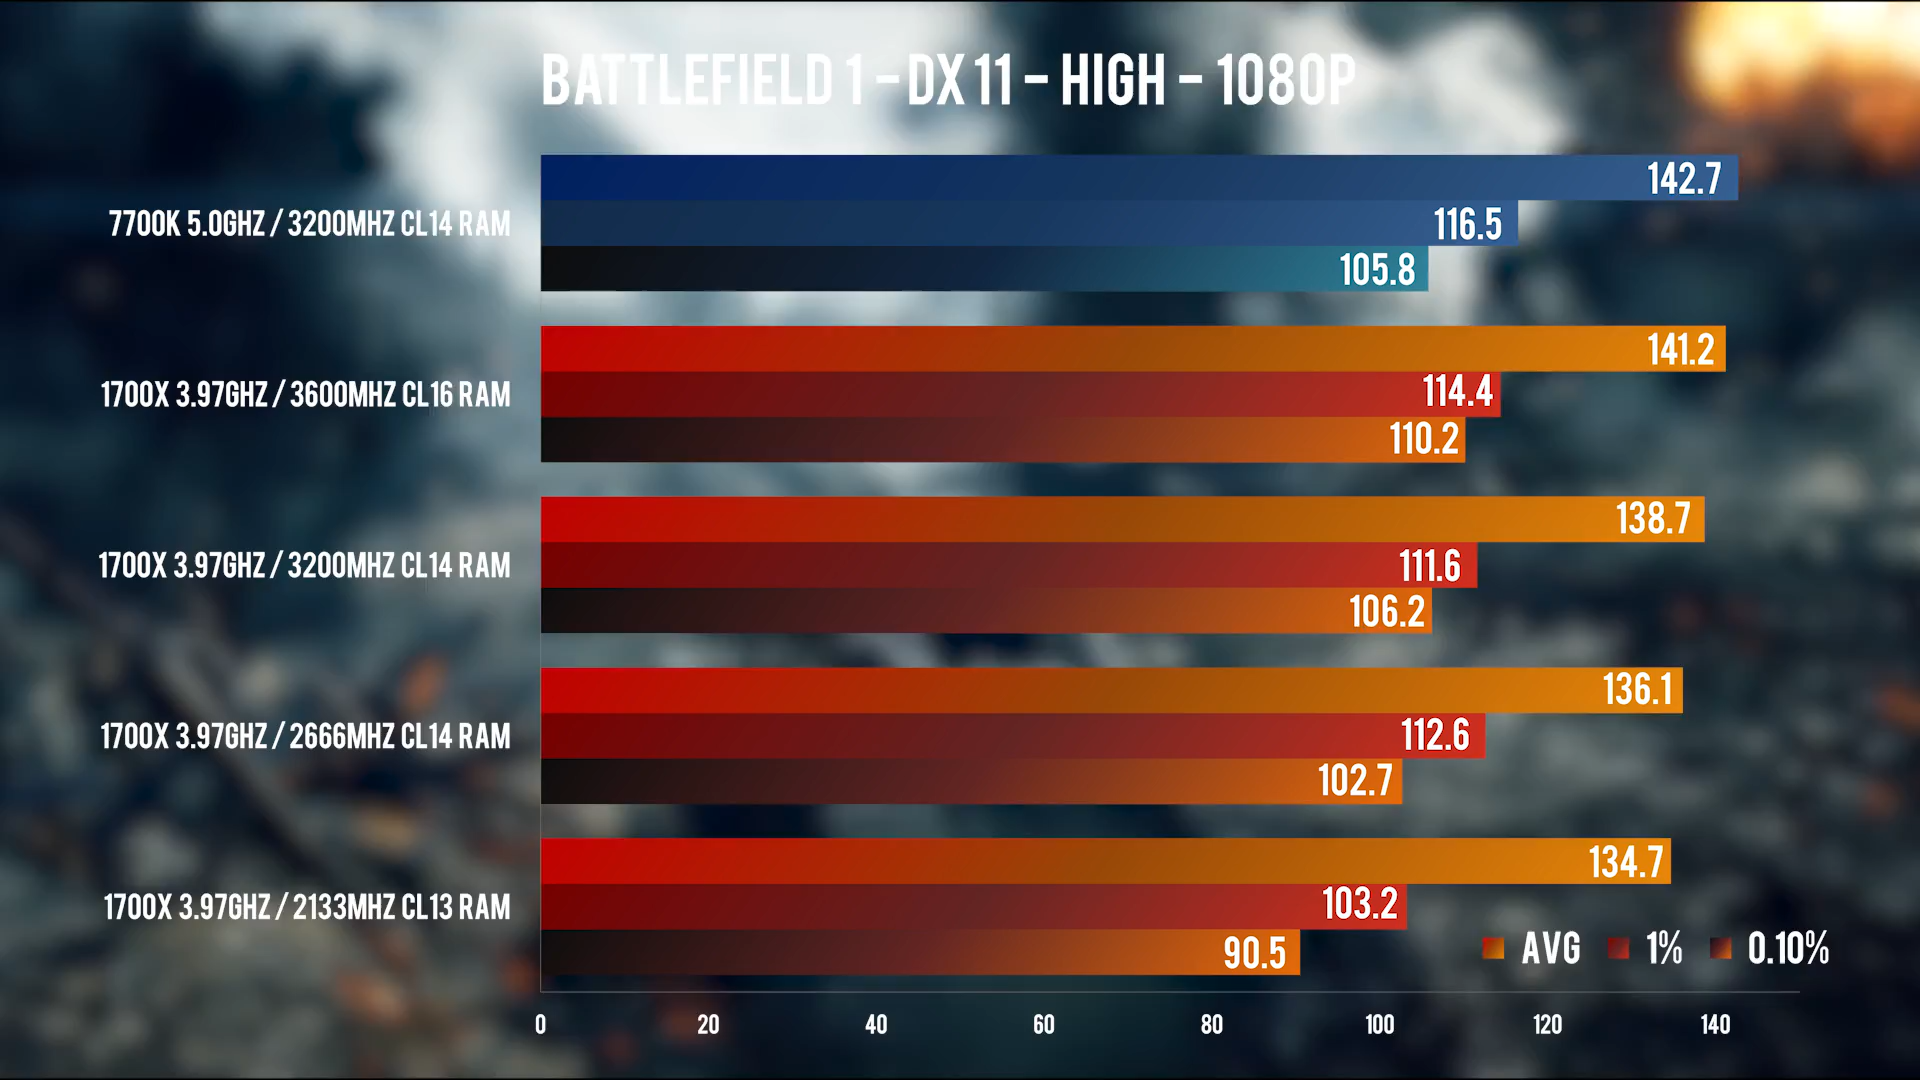 BATTLEFIELD 1 – DX 11 – HIGH – 1080P
7700K 5.0GHZ / 3200MHZ CL14 RAM
142.7
116.5
105.8
1700X 3.97GHZ / 3600MHZ CL16 RAM
141.2
114.4
110.2
1700X 3.97GHZ / 3200MHZ CL14 RAM
138.7
111.6
106.2
1700X 3.97GHZ / 2666MHZ CL14 RAM
136.1
112.6
102.7
1700X 3.97GHZ / 2133MHZ CL13 RAM
134.7
103.2
90.5
AVG 1% 0.10%
0 20 40 60 80 100 120 140